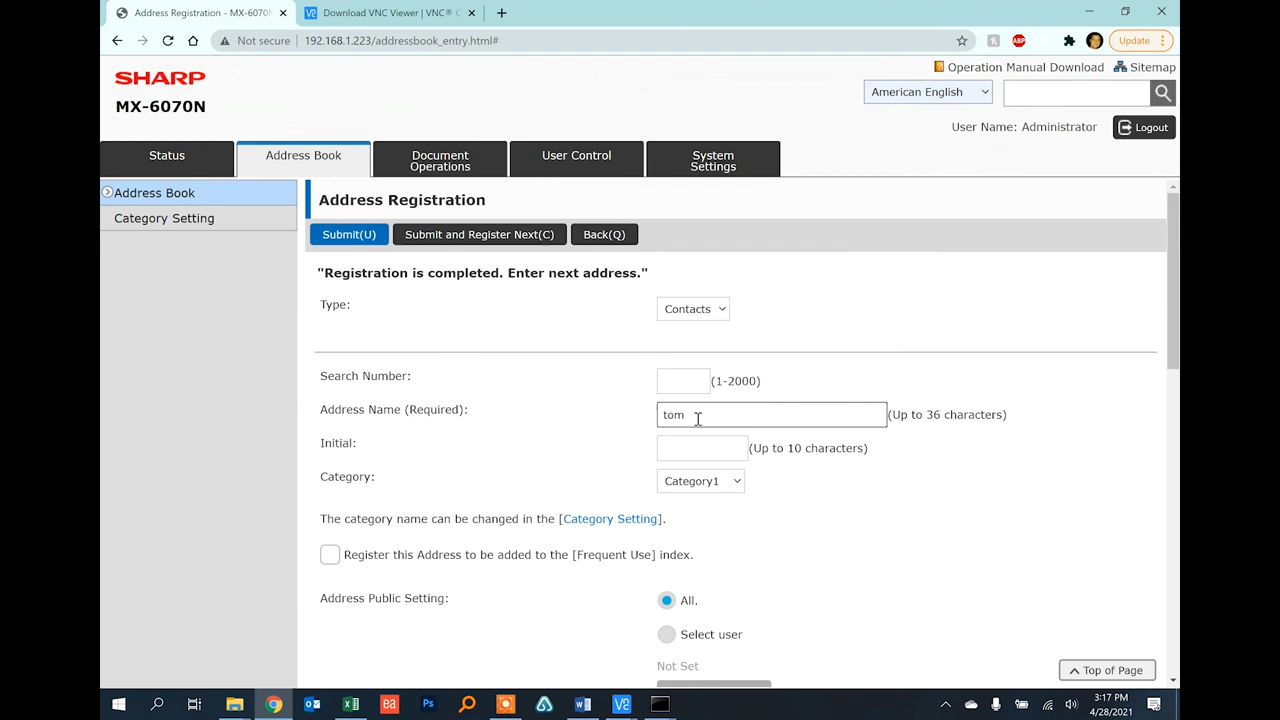 Address Registration - MX-6070N
Download VNC Viewer | VNC® C
Not secure
192.168.1.223/addressbook_entry.html#
ABP
Update
SHARP
MX-6070N
Operation Manual Download
Sitemap
American English
User Name: Administrator
Logout
Status
Address Book
Document Operations
User Control
System Settings
Address Book
Category Setting
Address Registration
Submit(U)
Submit and Register Next(C)
Back(Q)
"Registration is completed. Enter next address."
Type:
Contacts
Search Number:
(1-2000)
Address Name (Required):
tom
(Up to 36 characters)
Initial:
(Up to 10 characters)
Category:
Category1
The category name can be changed in the [Category Setting].
Register this Address to be added to the [Frequent Use] index.
Address Public Setting:
All.
Select user
Not Set
Top of Page
ea
Ps
3:17 PM
4/28/2021